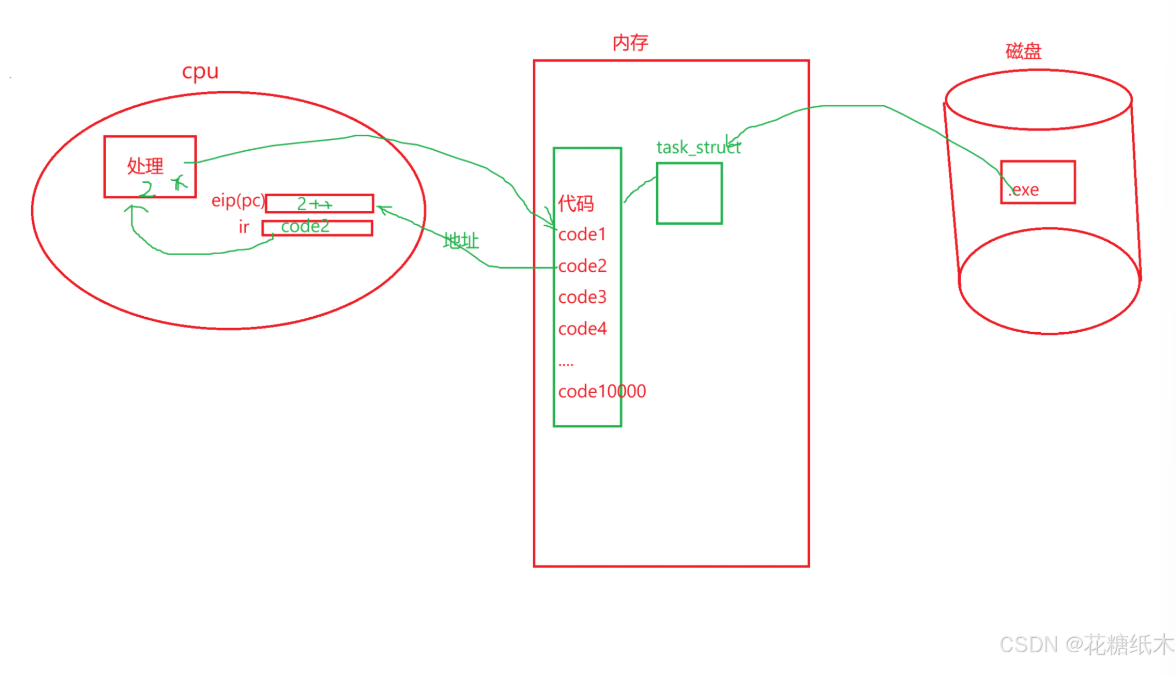 cpu
处理
2
eip(pc)
2++
ir
code2
地址
内存
task_struct
代码
code1
code2
code3
code4
....
code10000
磁盘
.exe
CSDN @花糖纸木